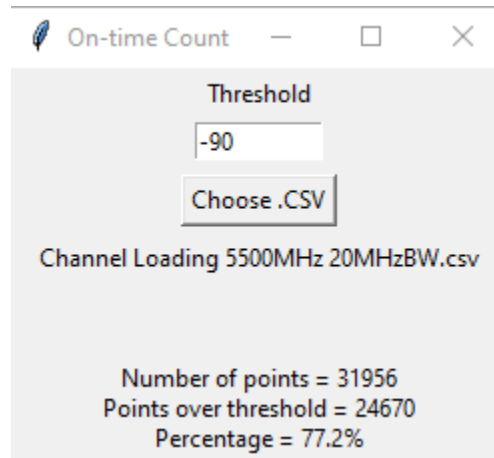 On-time Count
Threshold
-90
Choose .CSV
Channel Loading 5500MHz 20MHzBW.csv
Number of points = 31956
Points over threshold = 24670
Percentage = 77.2%